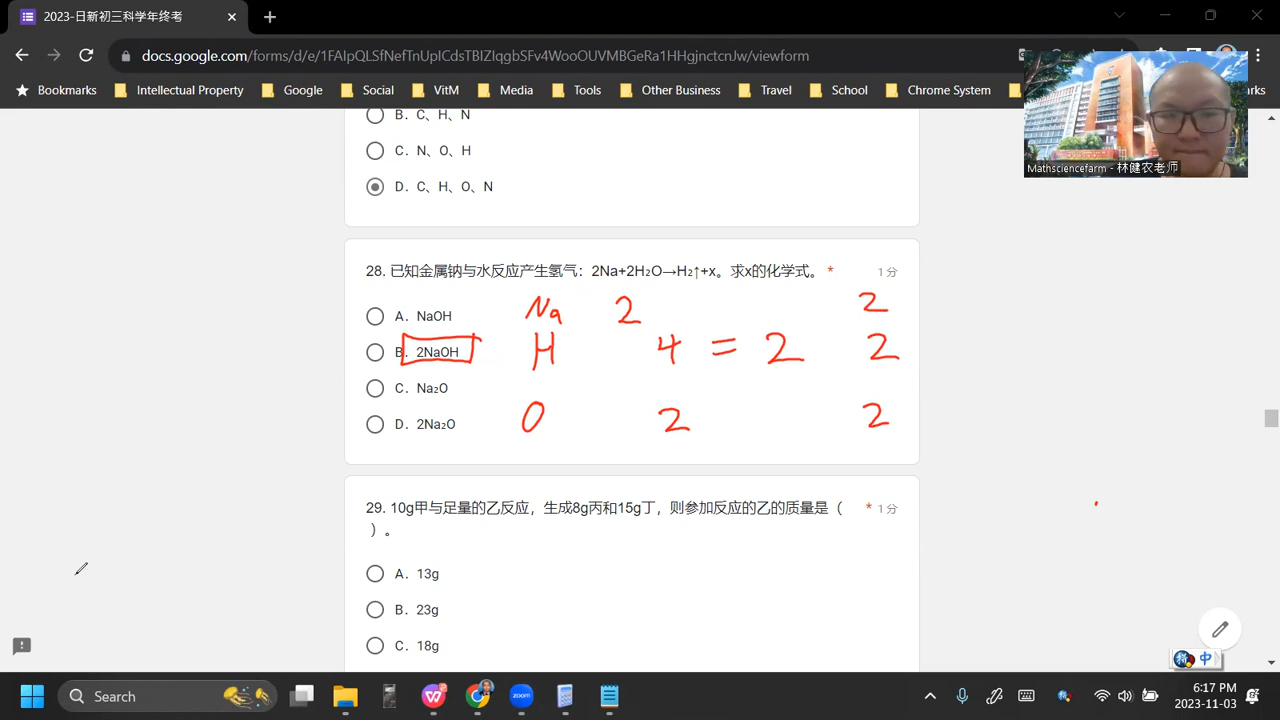 2023-日新初三科学年终考
docs.google.com/forms/d/e/1FAIpQLSfNefTnUpICdsTBIZIqgbSEv4WooOUVMBGeRa1HHgjnctcnJw/viewform
Bookmarks Intellectual Property Google Social VitM Media Tools Other Business Travel School Chrome System
Mathsciencefarm - 林健农老师
B. C、H、N
C. N、O、H
D. C、H、O、N
28. 已知金属钠与水反应产生氢气：2Na+2H₂O→H₂↑+x。求x的化学式。 * 1 分
A. NaOH Na 2 2
B. 2NaOH H 4 = 2 2
C. Na₂O
D. 2Na₂O O 2 2
29. 10g甲与足量的乙反应，生成8g丙和15g丁，则参加反应的乙的质量是（ * 1 分
）。
A. 13g
B. 23g
C. 18g
中
Search
6:17 PM
2023-11-03